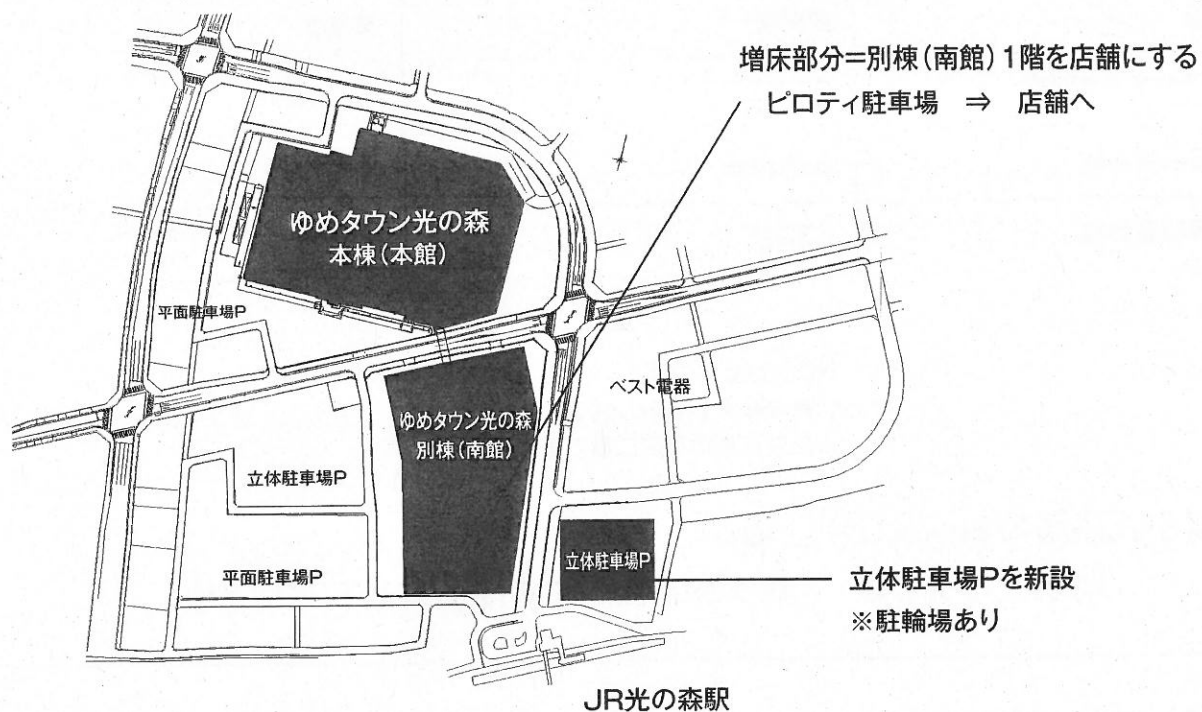 増床部分=別棟(南館)1階を店舗にする
ピロティ駐車場 ⇒ 店舗へ
ゆめタウン光の森
本棟(本館)
平面駐車場P
ベスト電器
ゆめタウン光の森
別棟(南館)
立体駐車場P
立体駐車場P
平面駐車場P
立体駐車場Pを新設
※駐輪場あり
JR光の森駅